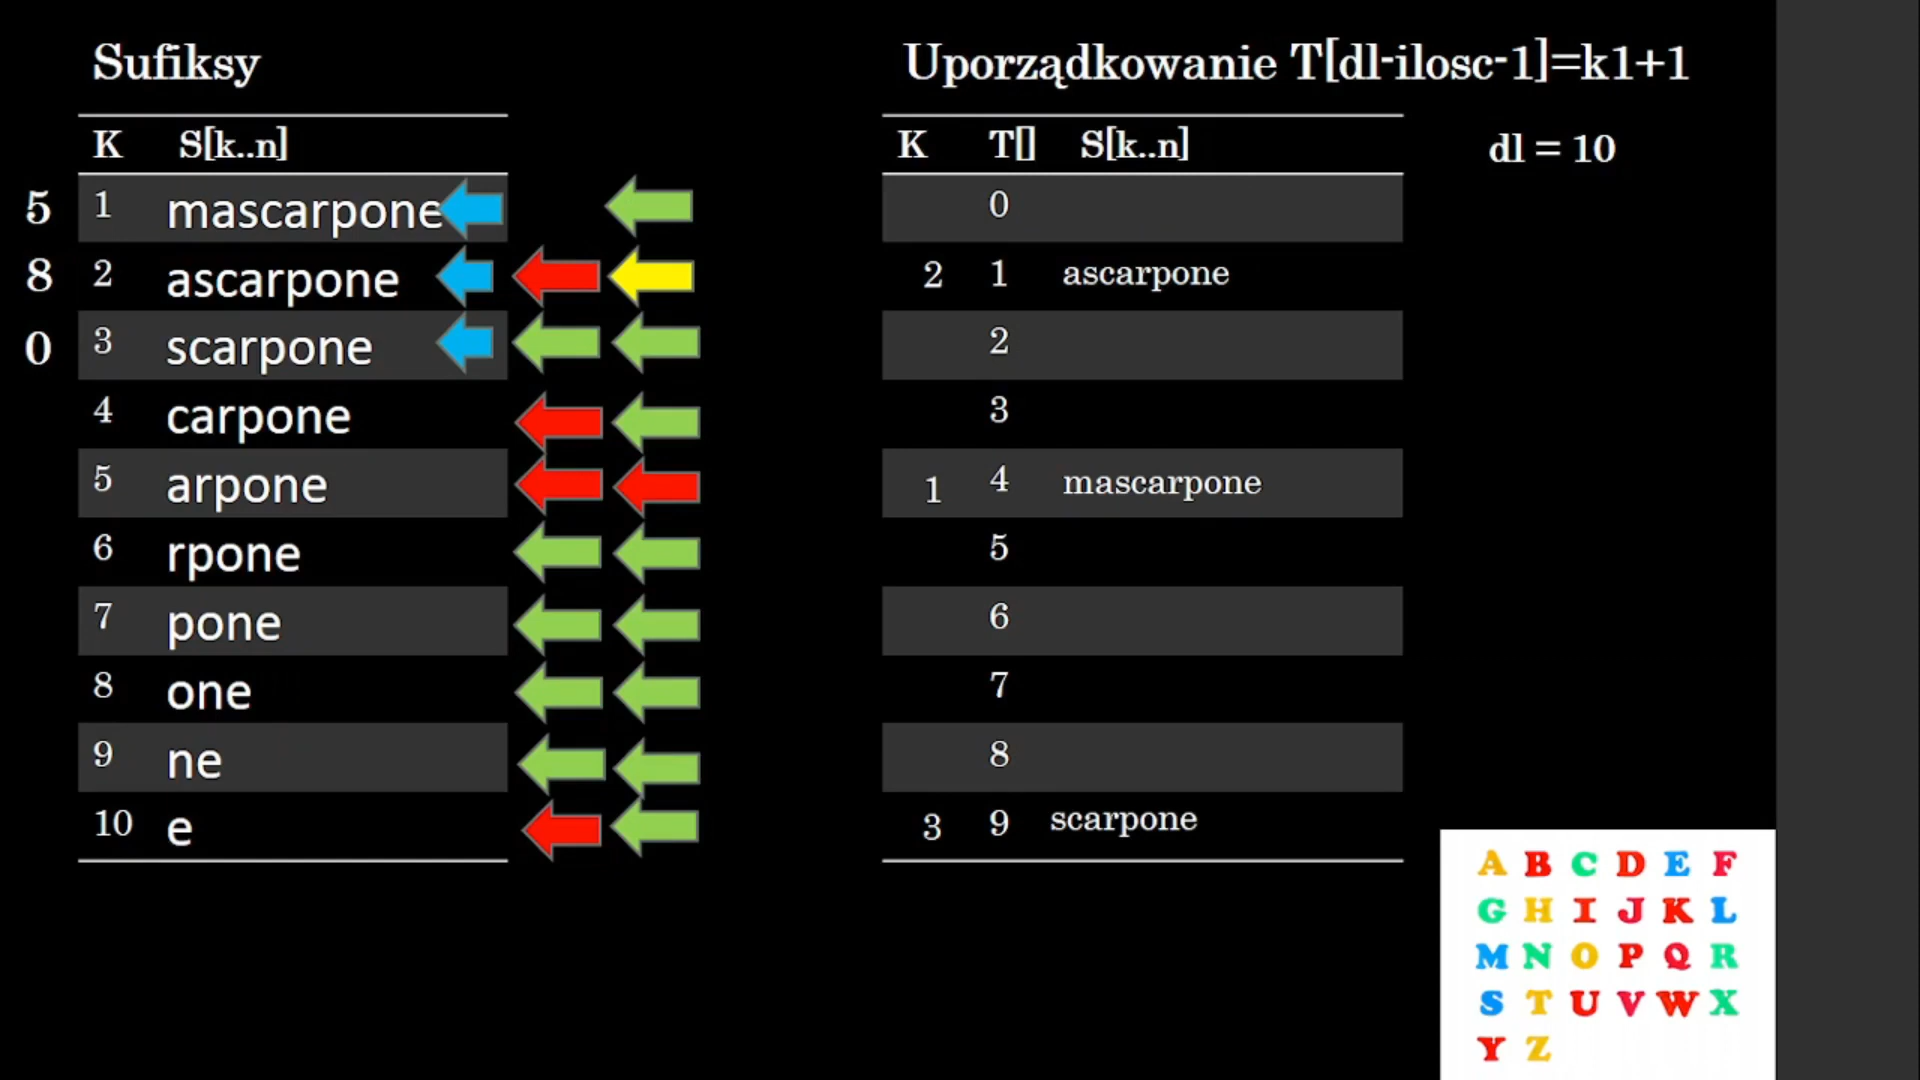 Sufiksy
K S[k..n]
5 1 mascarpone
8 2 ascarpone
0 3 scarpone
4 carpone
5 arpone
6 rpone
7 pone
8 one
9 ne
10 e
Uporządkowanie T[dl-ilosc-1]=k1+1
K T[] S[k..n]
dl = 10
0
2 1 ascarpone
2
3
1 4 mascarpone
5
6
7
8
3 9 scarpone
A B C D E F
G H I J K L
M N O P Q R
S T U V W X
Y Z